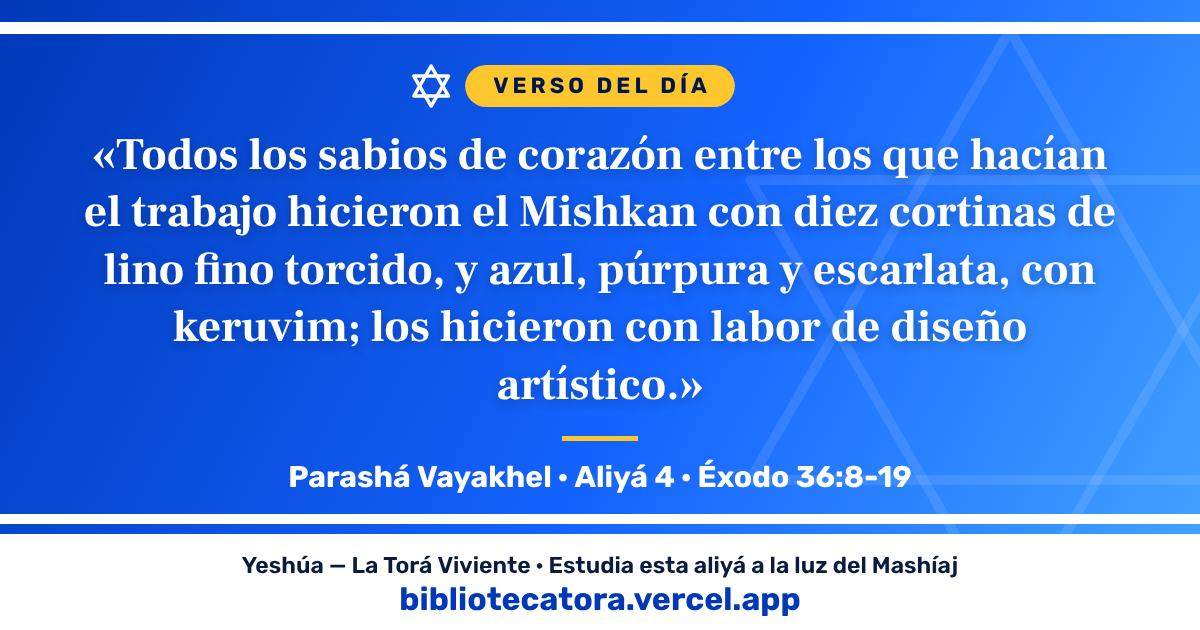 VERSO DEL DÍA
«Todos los sabios de corazón entre los que hacían
el trabajo hicieron el Mishkan con diez cortinas de
lino fino torcido, y azul, púrpura y escarlata, con
keruvim; los hicieron con labor de diseño
artístico.»
Parashá Vayakhel • Aliyá 4 • Éxodo 36:8-19
Yeshúa — La Torá Viviente • Estudia esta aliyá a la luz del Mashíaj
bibliotecatora.vercel.app